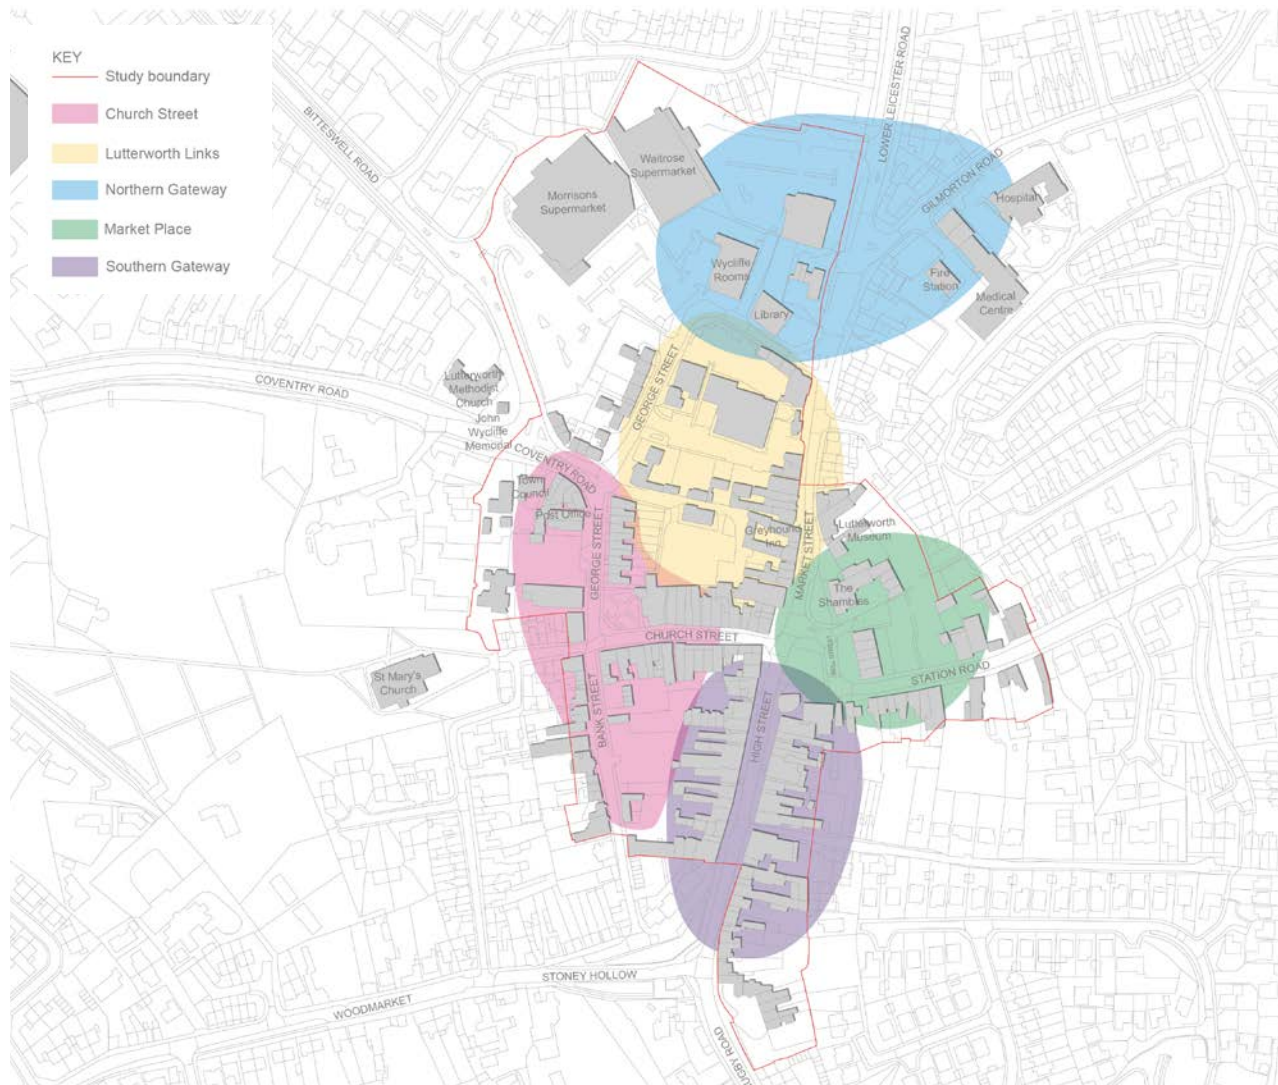 KEY
Study boundary
Church Street
Lutterworth Links
Northern Gateway
Market Place
Southern Gateway
BITTESWELL ROAD
LOWER LEICESTER ROAD
Waitrose
Supermarket
GILMORTON ROAD
Morrisons
Supermarket
Hospital
Wycliffe
Rooms
Fire
Station
Medical
Centre
Library
GEORGE STREET
COVENTRY ROAD
Lutterworth
Methodist
Church
John
Wycliffe
Memorial
COVENTRY ROAD
Town
Council
Post Office
GEORGE STREET
Greyhound
Inn
MARKET STREET
Lutterworth
Museum
The
Shambles
CHURCH STREET
STATION ROAD
St Mary's
Church
BANK STREET
HIGH STREET
STONEY HOLLOW
WOODMARKET
UGBY ROAD